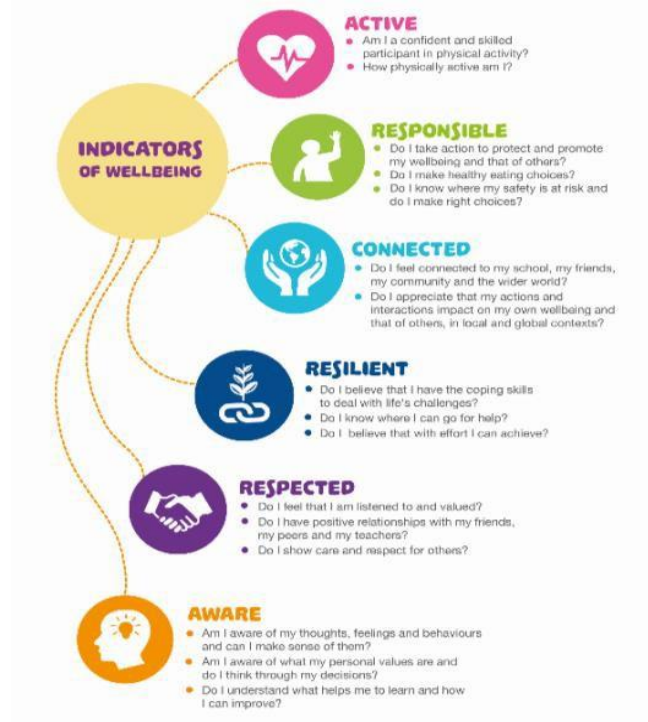 INDICATORS
OF WELLBEING
ACTIVE
• Am I a confident and skilled
participant in physical activity?
• How physically active am I?
RESPONSIBLE
• Do I take action to protect and promote
my wellbeing and that of others?
• Do I make healthy eating choices?
• Do I know where my safety is at risk and
do I make right choices?
CONNECTED
• Do I feel connected to my school, my friends,
my community and the wider world?
• Do I appreciate that my actions and
interactions impact on my own wellbeing and
that of others, in local and global contexts?
RESILIENT
• Do I believe that I have the coping skills
to deal with life's challenges?
• Do I know where I can go for help?
• Do I believe that with effort I can achieve?
RESPECTED
• Do I feel that I am listened to and valued?
• Do I have positive relationships with my friends,
my peers and my teachers?
• Do I show care and respect for others?
AWARE
• Am I aware of my thoughts, feelings and behaviours
and can I make sense of them?
• Am I aware of what my personal values are and
do I think through my decisions?
• Do I understand what helps me to learn and how
I can improve?